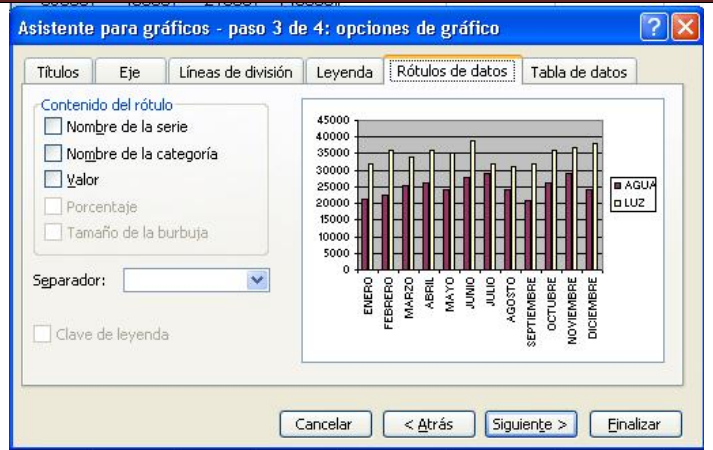 Asistente para gráficos - paso 3 de 4: opciones de gráfico
Títulos Eje Líneas de división Leyenda Rótulos de datos Tabla de datos
Contenido del rótulo
Nombre de la serie
Nombre de la categoría
Valor
Porcentaje
Tamaño de la burbuja
Separador:
Clave de leyenda
45000
40000
35000
30000
25000
20000
15000
10000
5000
0
ENERO
FEBRERO
MARZO
ABRIL
MAYO
JUNIO
JULIO
AGOSTO
SEPTIEMBRE
OCTUBRE
NOVIEMBRE
DICIEMBRE
AGUA
LUZ
Cancelar < Atrás Siguiente > Finalizar